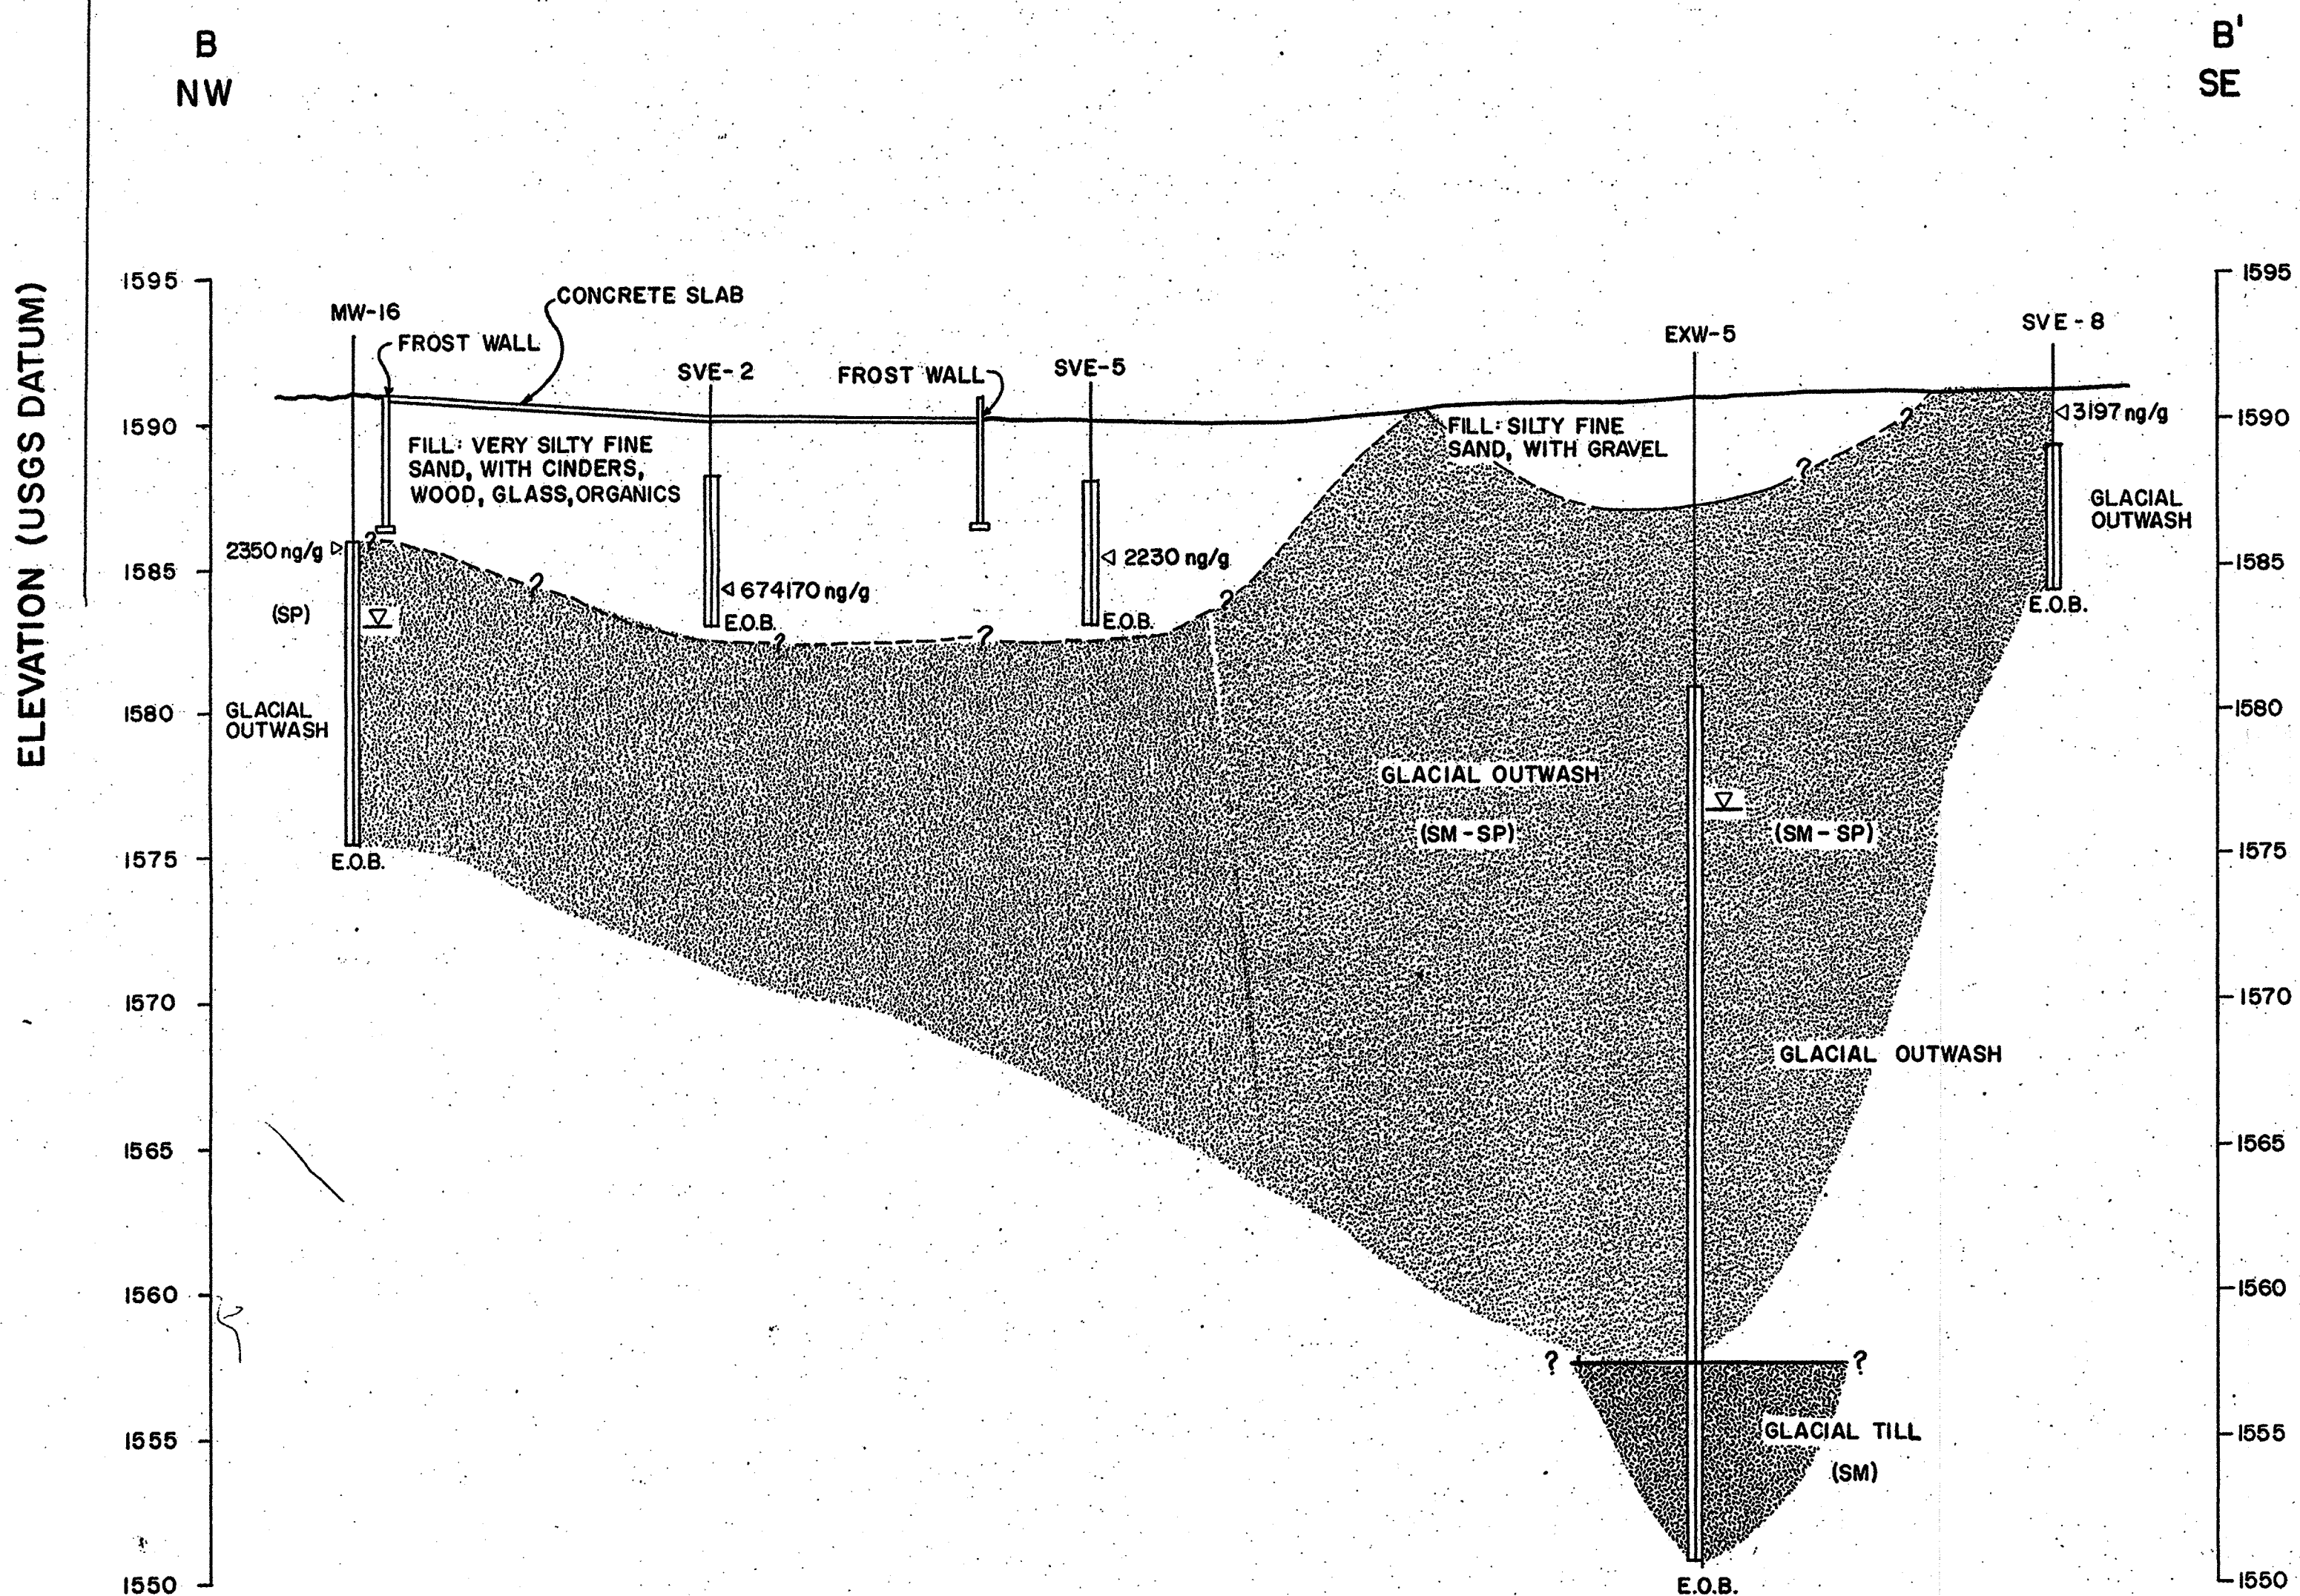 B
NW
B'
SE
ELEVATION (USGS DATUM)
1595
1590
1585
1580
1575
1570
1565
1560
1555
1550
1595
1590
1585
1580
1575
1570
1565
1560
1555
1550
MW-16
FROST WALL
CONCRETE SLAB
SVE-2
FROST WALL
SVE-5
EXW-5
SVE-8
FILL: VERY SILTY FINE
SAND, WITH CINDERS,
WOOD, GLASS, ORGANICS
FILL: SILTY FINE
SAND, WITH GRAVEL
?
?
3197 ng/g
GLACIAL
OUTWASH
E.O.B.
2350 ng/g
?
?
674170 ng/g
E.O.B.
?
?
2230 ng/g
E.O.B.
?
(SP)
GLACIAL
OUTWASH
E.O.B.
GLACIAL OUTWASH
(SM-SP)
(SM-SP)
GLACIAL OUTWASH
?
?
GLACIAL TILL
(SM)
E.O.B.